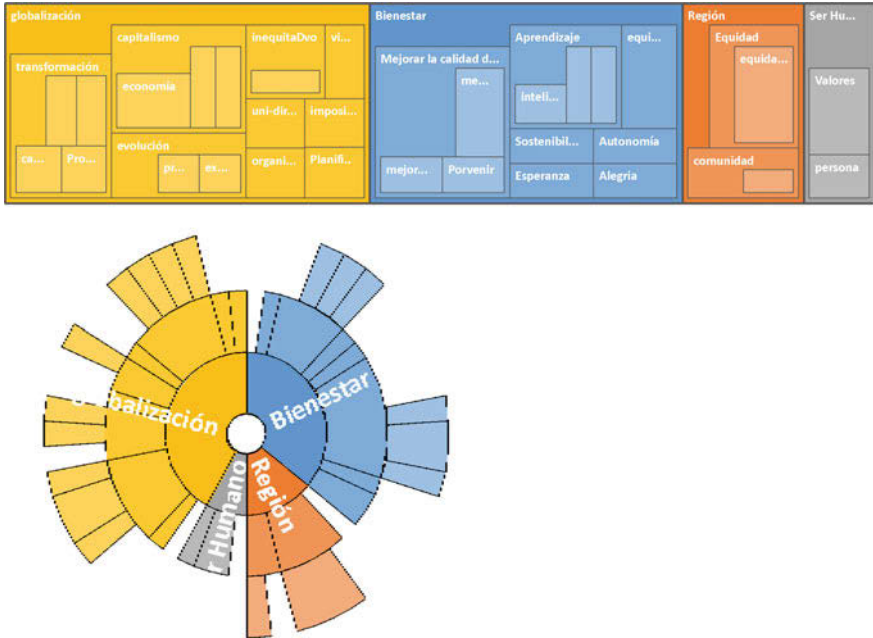 globalización
transformación
ca...
Pro...
capitalismo
economía
evolución
pr...
ex...
inequitaDvo
vi...
uni-dir...
imposi...
organi...
Planifi..
Bienestar
Mejorar la calidad d...
me...
mejor...
Porvenir
Aprendizaje
inteli...
equi...
Sostenibil...
Autonomía
Esperanza
Alegria
Región
Equidad
equida...
comunidad
Ser Hu...
Valores
persona
Bienestar
Región
r Humano